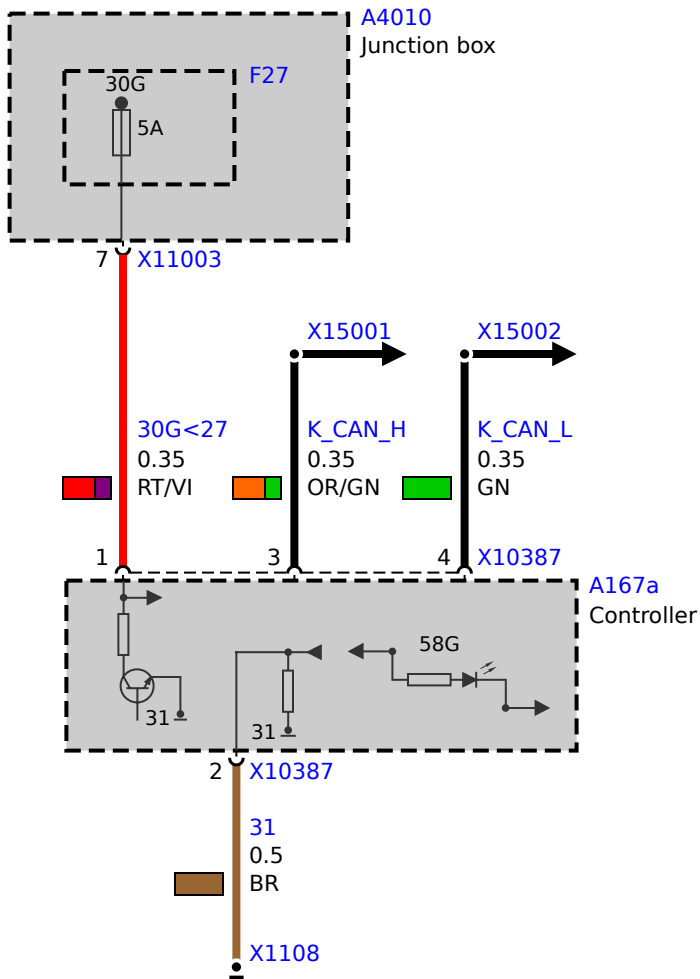 A4010
Junction box
F27
30G
5A
7 X11003
X15001
X15002
30G<27
0.35
RT/VI
K_CAN_H
0.35
OR/GN
K_CAN_L
0.35
GN
1
3
4 X10387
A167a
Controller
58G
31
31
2 X10387
31
0.5
BR
X1108